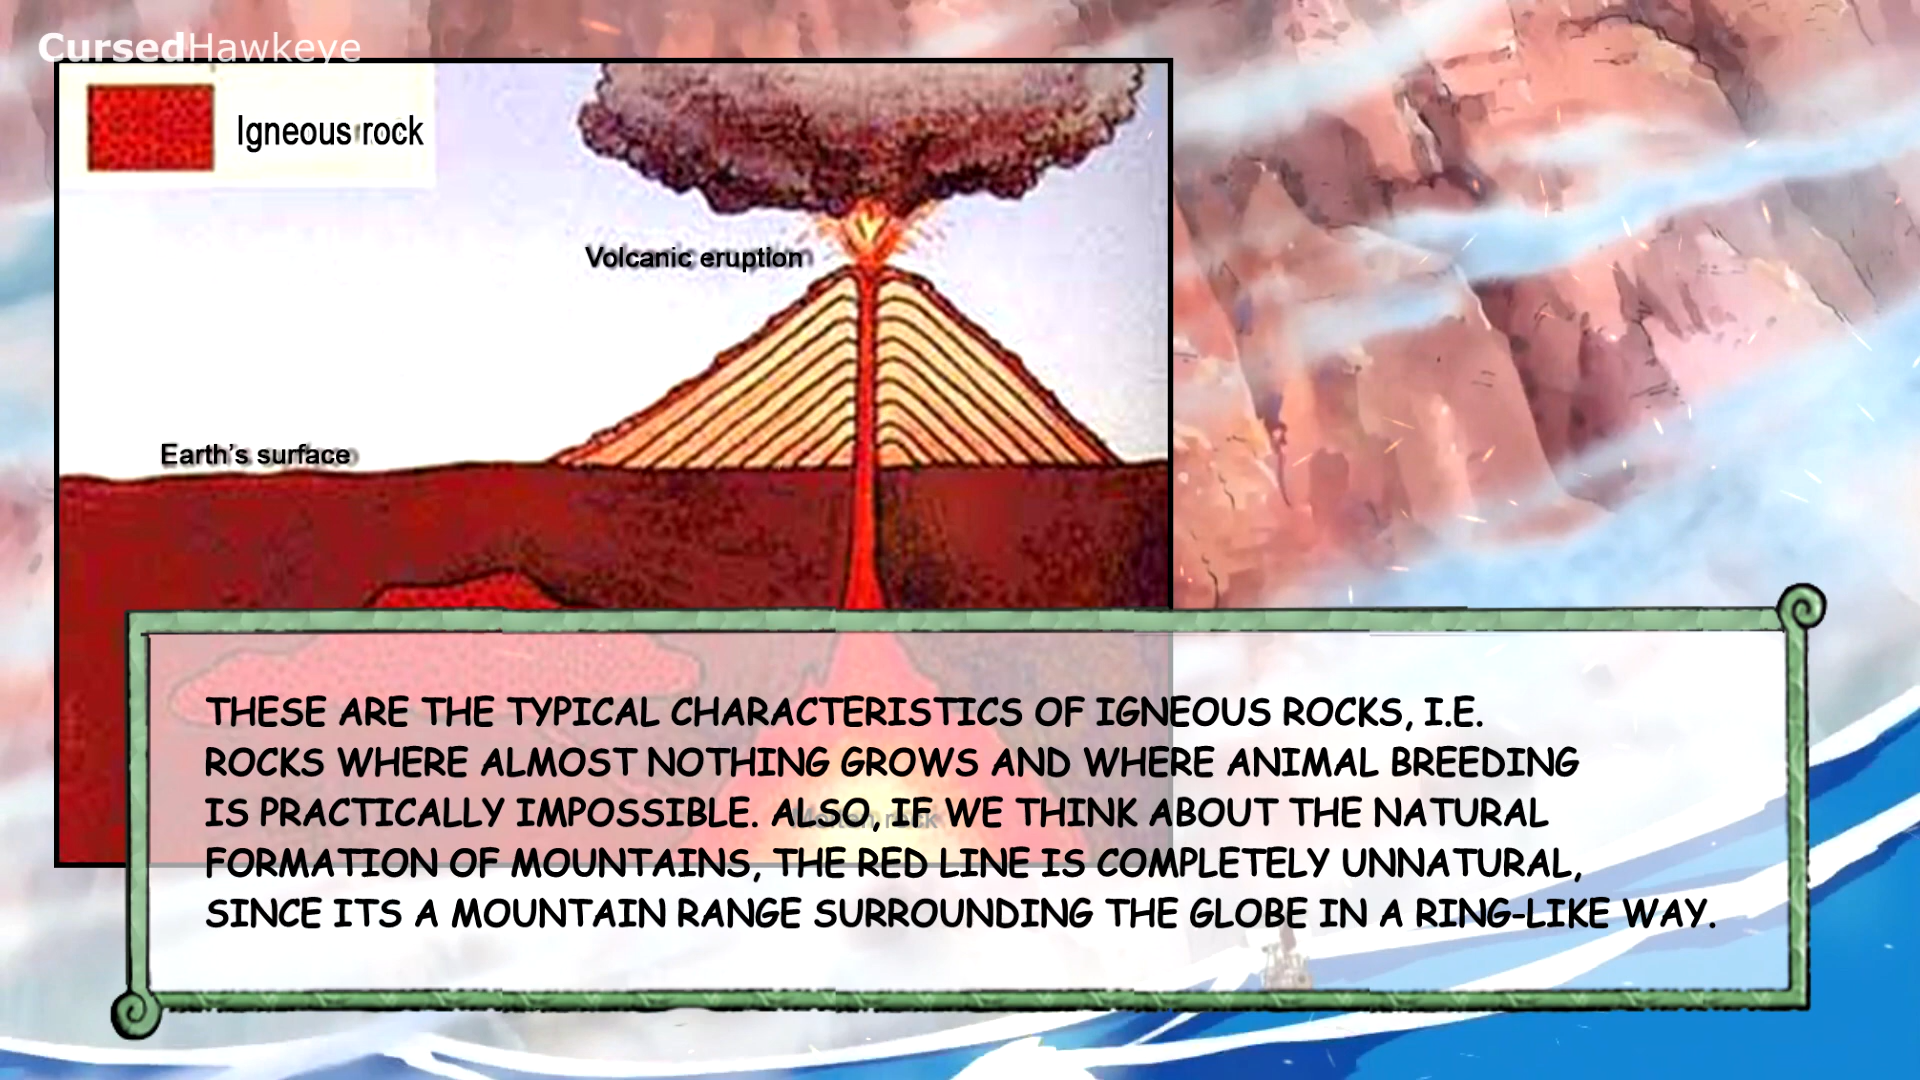 CursedHawkeye
Igneous rock
Volcanic eruption
Earth's surface
THESE ARE THE TYPICAL CHARACTERISTICS OF IGNEOUS ROCKS, I.E.
ROCKS WHERE ALMOST NOTHING GROWS AND WHERE ANIMAL BREEDING
IS PRACTICALLY IMPOSSIBLE. ALSO, IF WE THINK ABOUT THE NATURAL
FORMATION OF MOUNTAINS, THE RED LINE IS COMPLETELY UNNATURAL,
SINCE ITS A MOUNTAIN RANGE SURROUNDING THE GLOBE IN A RING-LIKE WAY.
Molten rock